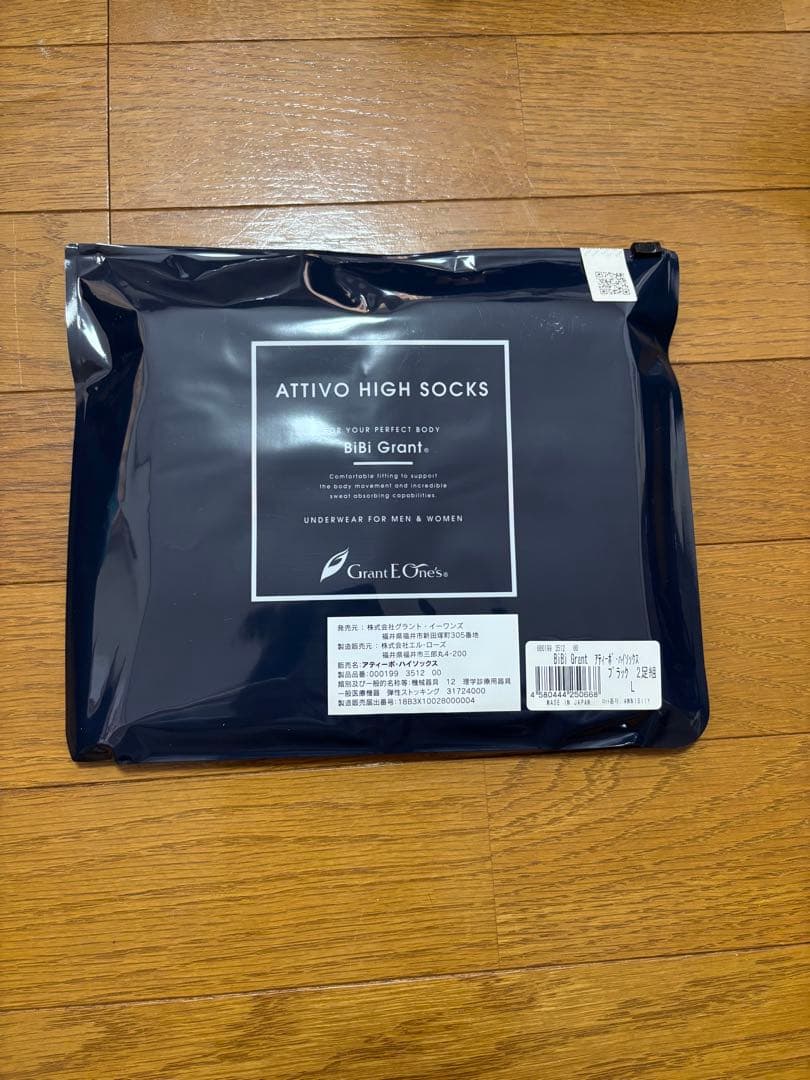 ATTIVO HIGH SOCKS
FOR YOUR PERFECT BODY
BiBi Grant®
Comfortable fitting to support
the body movement and incredible
sweat absorbing capabilities.
UNDERWEAR FOR MEN & WOMEN
Grant E One's®
発売元：株式会社グラント・イーワンズ
福井県福井市新田塚町305番地
製造販売元：株式会社エル・ローズ
福井県福井市三郎丸4-200
販売名：アティーボ・ハイソックス
製品品番：000199 3512 00
類別及び一般的名称等：機械器具 12 理学診療用器具
一般医療機器 弾性ストッキング 31724000
製造販売届出番号：18B3X10028000004
000199 3512 00
BiBi Grant アティーボ・ハイソックス
ブラック 2足組
L
4580444250668
MADE IN JAPAN